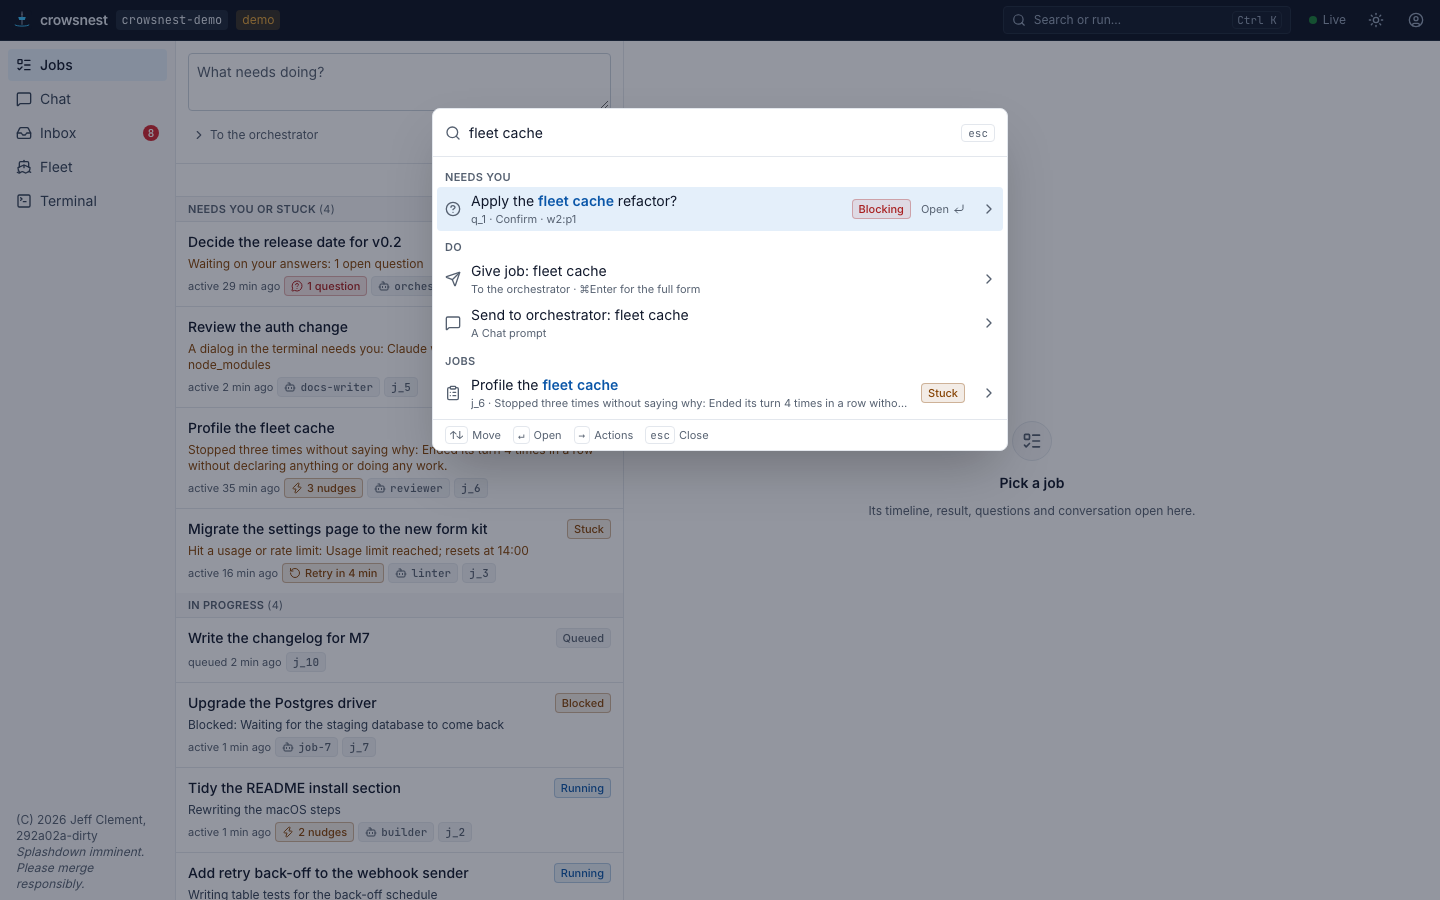 crowsnest crowsnest-demo demo
Search or run... Ctrl K
Live
Jobs
Chat
Inbox 8
Fleet
Terminal
(C) 2026 Jeff Clement,
292a02a-dirty
Splashdown imminent.
Please merge
responsibly.
What needs doing?
To the orchestrator
NEEDS YOU OR STUCK (4)
Decide the release date for v0.2
Waiting on your answers: 1 open question
active 29 min ago 1 question
Review the auth change
A dialog in the terminal needs you: Claude
node_modules
active 2 min ago docs-writer j_5
Profile the fleet cache
Stopped three times without saying why: Ended its turn 4 times in a row
without declaring anything or doing any work.
active 35 min ago 3 nudges reviewer j_6
Migrate the settings page to the new form kit Stuck
Hit a usage or rate limit: Usage limit reached; resets at 14:00
active 16 min ago Retry in 4 min linter j_3
IN PROGRESS (4)
Write the changelog for M7 Queued
queued 2 min ago j_10
Upgrade the Postgres driver Blocked
Blocked: Waiting for the staging database to come back
active 1 min ago job-7 j_7
Tidy the README install section Running
Rewriting the macOS steps
active 1 min ago 2 nudges builder j_2
Add retry back-off to the webhook sender Running
Writing table tests for the back-off schedule
fleet cache esc
NEEDS YOU
Apply the fleet cache refactor?
q_1 · Confirm · w2:p1
Blocking Open ↵
DO
Give job: fleet cache
To the orchestrator · ⌘Enter for the full form
Send to orchestrator: fleet cache
A Chat prompt
JOBS
Profile the fleet cache
j_6 · Stopped three times without saying why: Ended its turn 4 times in a row witho...
Stuck
↑↓ Move ↵ Open → Actions esc Close
Pick a job
Its timeline, result, questions and conversation open here.